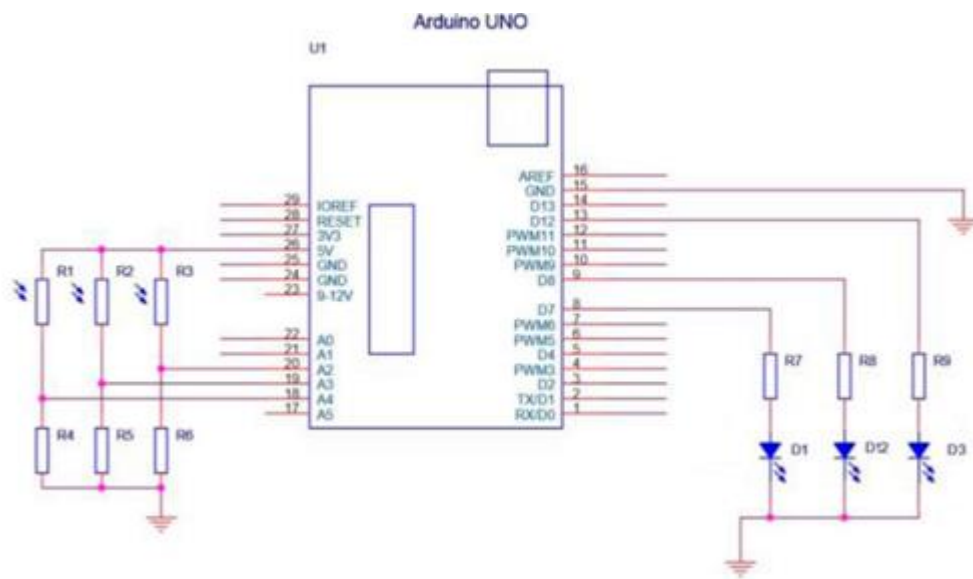 Arduino UNO
U1
16
AREF
15
GND
14
D13
13
D12
12
PWM11
11
PWM10
10
PWM9
9
D8
8
D7
7
PWM6
6
PWM5
5
D4
4
PWM3
3
D2
2
TX/D1
1
RX/D0
29
IOREF
28
RESET
27
3V3
26
5V
25
GND
24
GND
23
9-12V
22
A0
21
A1
20
A2
19
A3
18
A4
17
A5
R1
R2
R3
R4
R5
R6
R7
R8
R9
D1
D12
D3